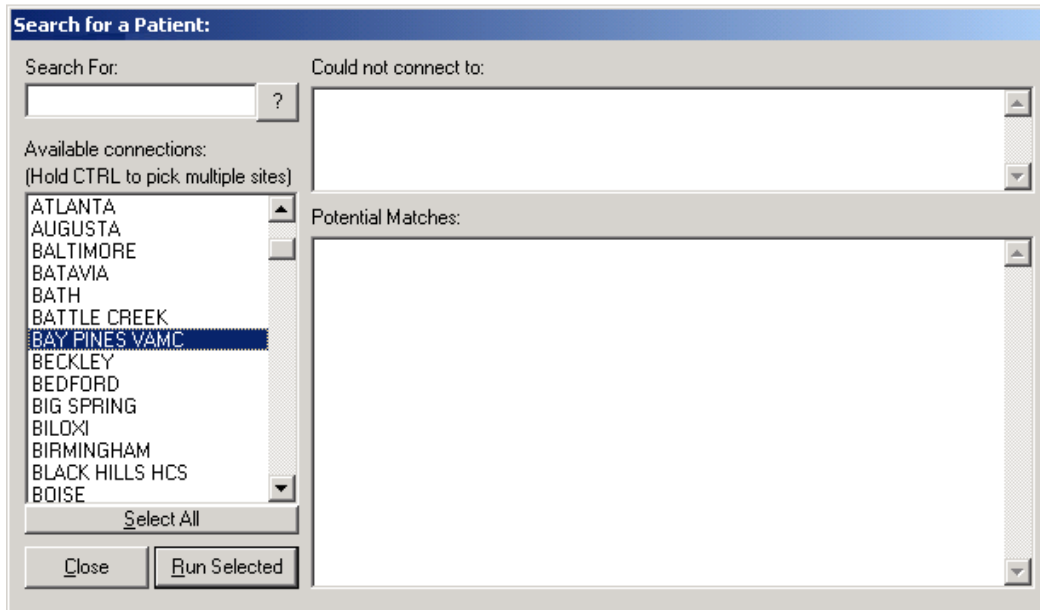 Search for a Patient:
Search For:
?
Available connections:
(Hold CTRL to pick multiple sites)
ATLANTA
AUGUSTA
BALTIMORE
BATAVIA
BATH
BATTLE CREEK
BAY PINES VAMC
BECKLEY
BEDFORD
BIG SPRING
BILOXI
BIRMINGHAM
BLACK HILLS HCS
BOISE
Select All
Close
Run Selected
Could not connect to:
Potential Matches: